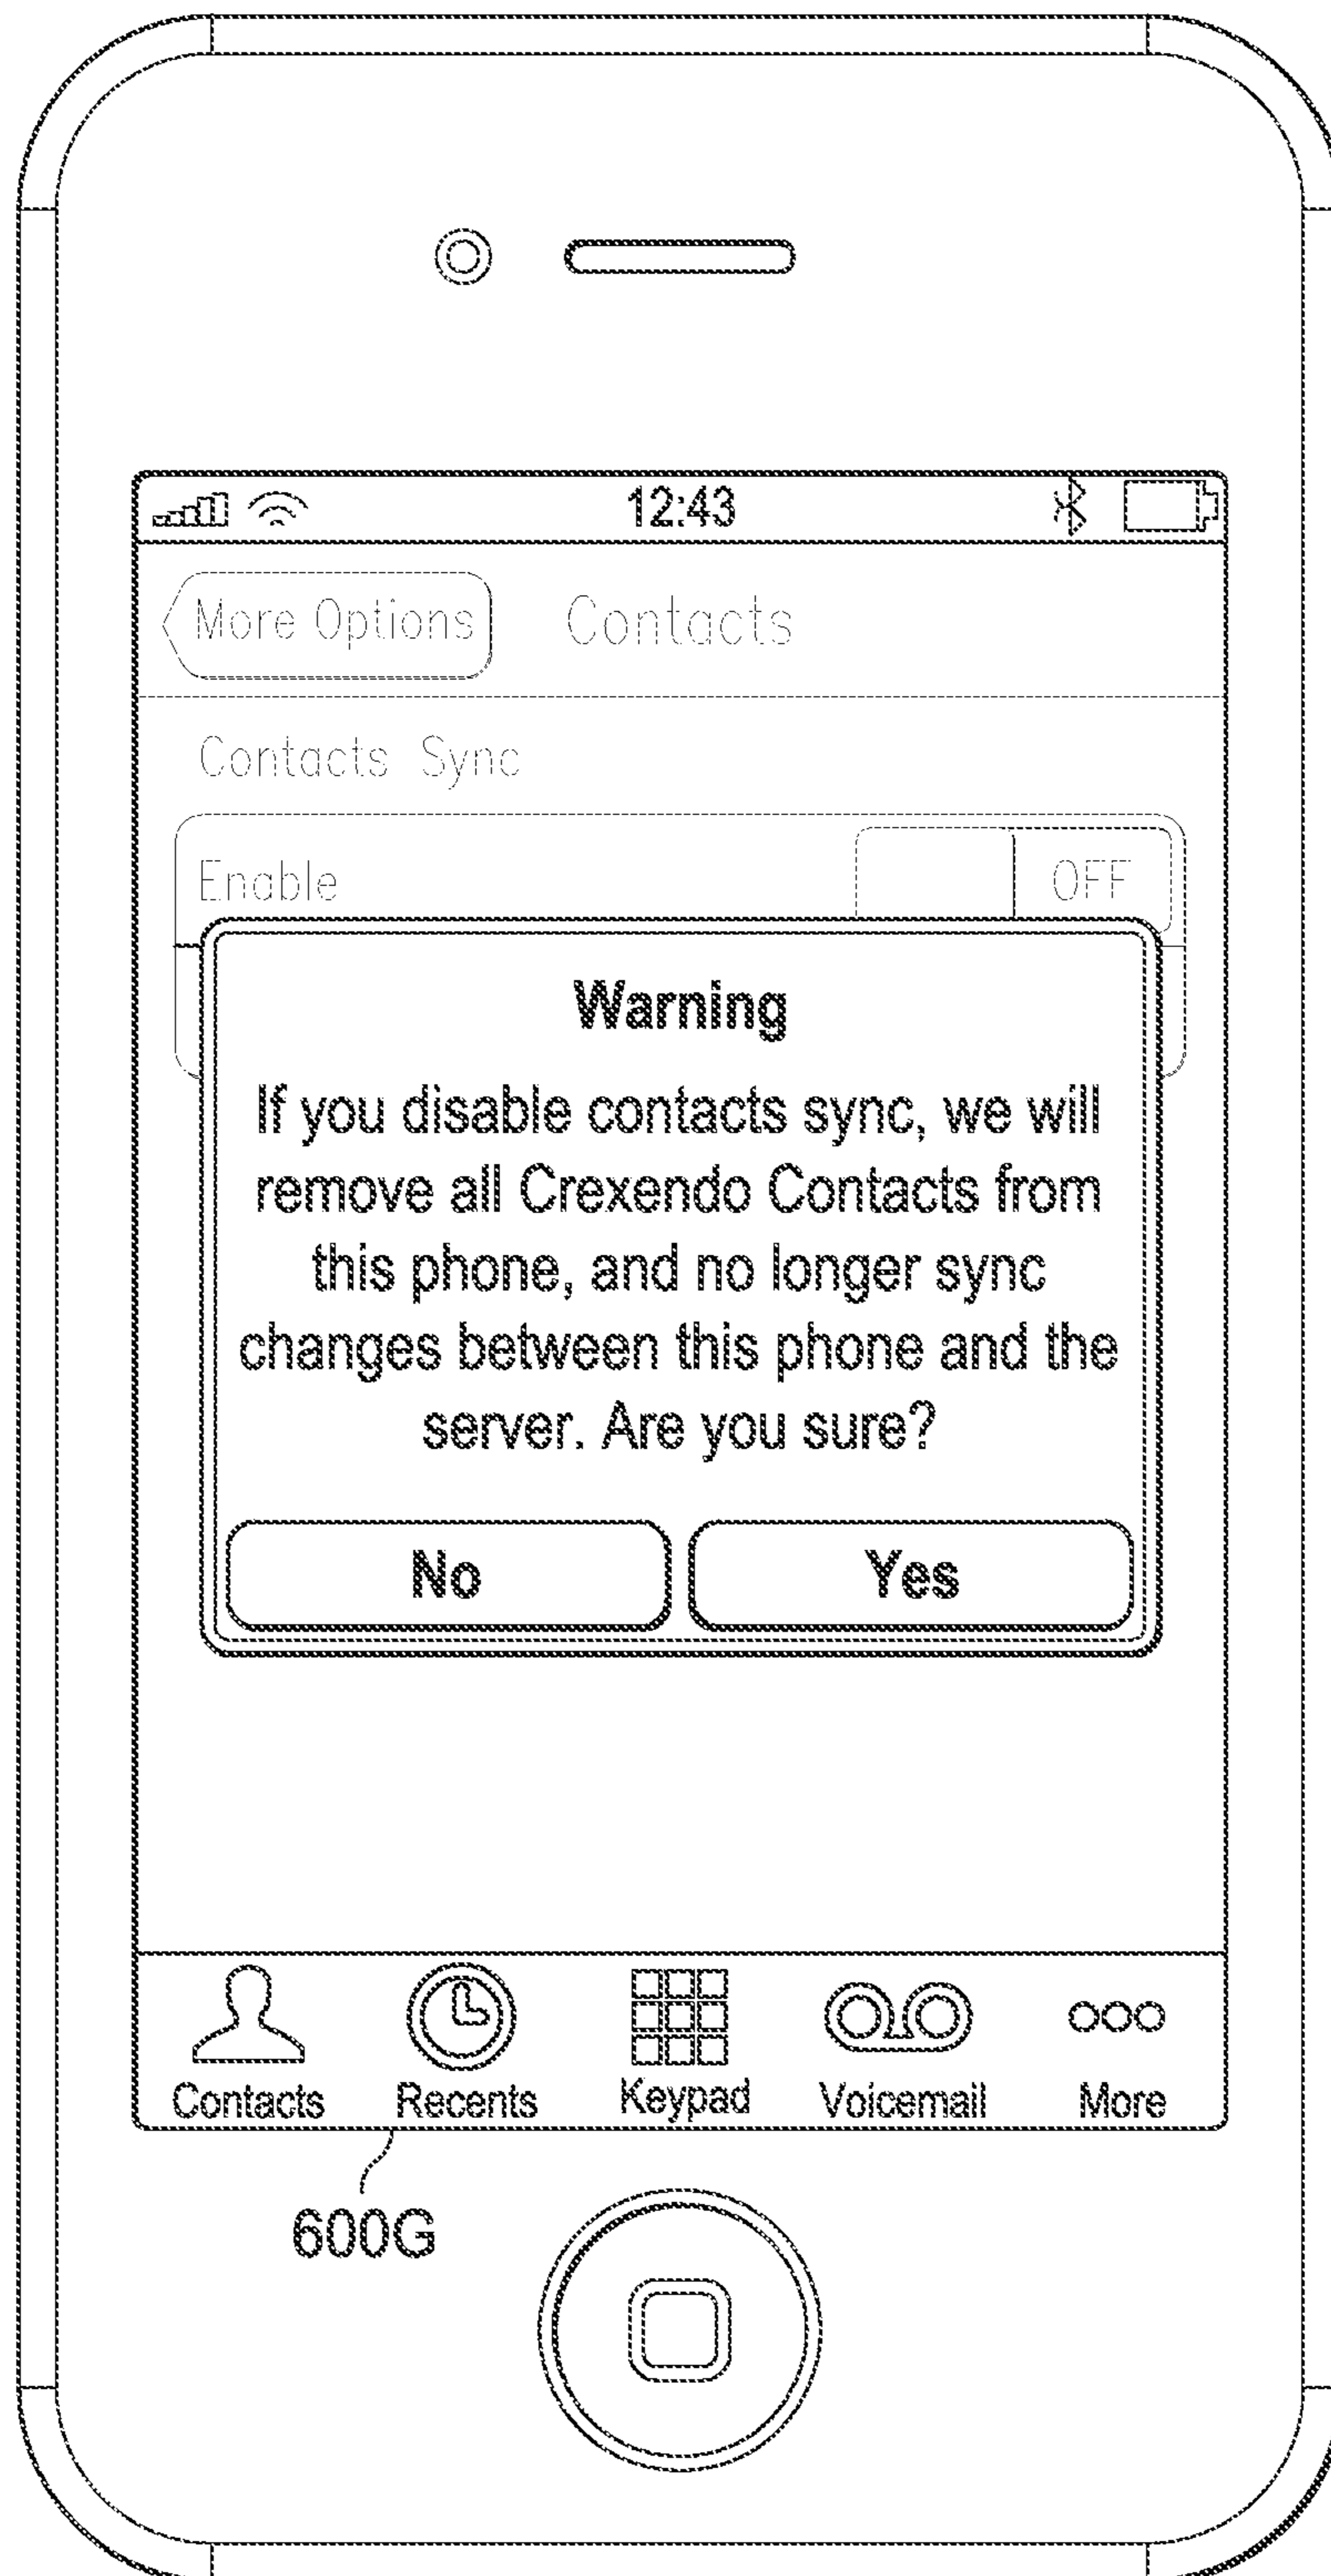 12:43
More Options Contacts
Contacts Sync
Enable OFF
Warning
If you disable contacts sync, we will
remove all Crexendo Contacts from
this phone, and no longer sync
changes between this phone and the
server. Are you sure?
No Yes
Contacts Recents Keypad Voicemail More
600G